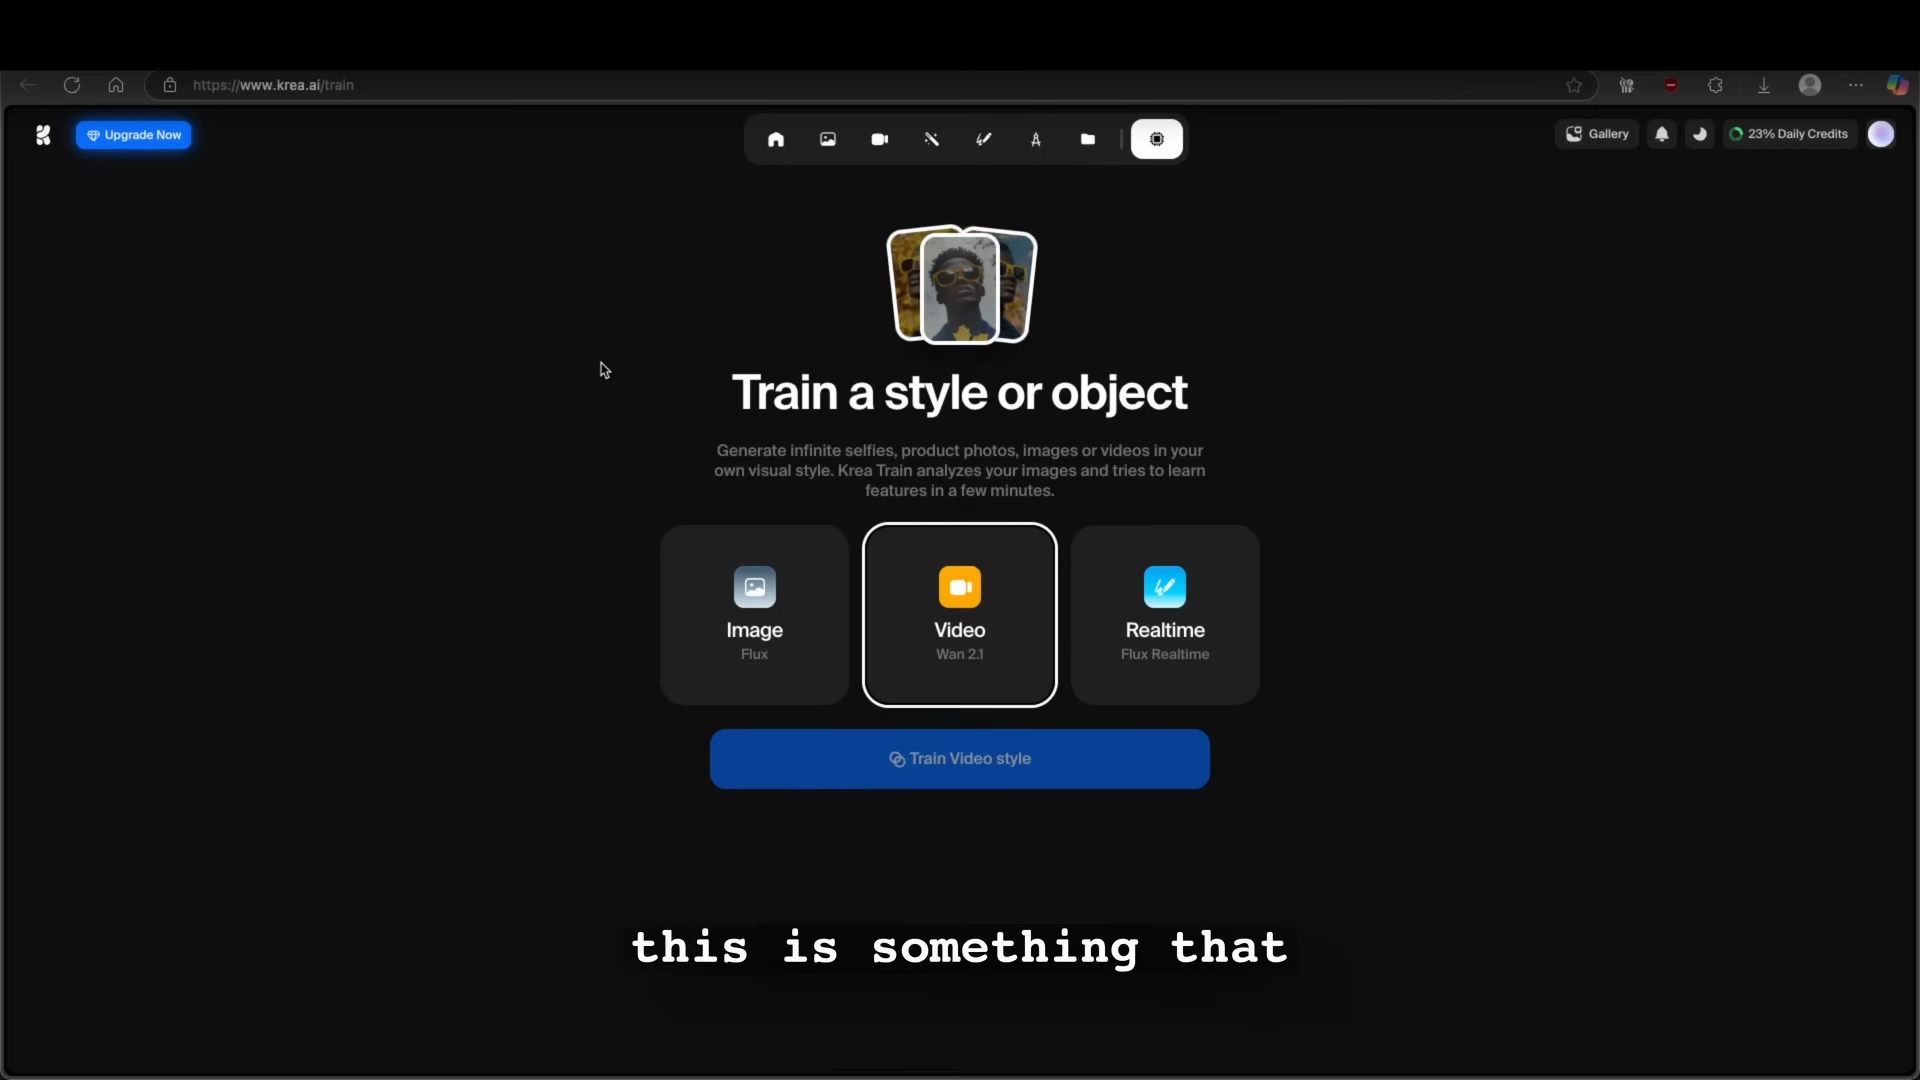 https://www.krea.ai/train
Upgrade Now
Gallery
23% Daily Credits
Train a style or object
Generate infinite selfies, product photos, images or videos in your
own visual style. Krea Train analyzes your images and tries to learn
features in a few minutes.
Image
Flux
Video
Wan 2.1
Realtime
Flux Realtime
Train Video style
this is something that